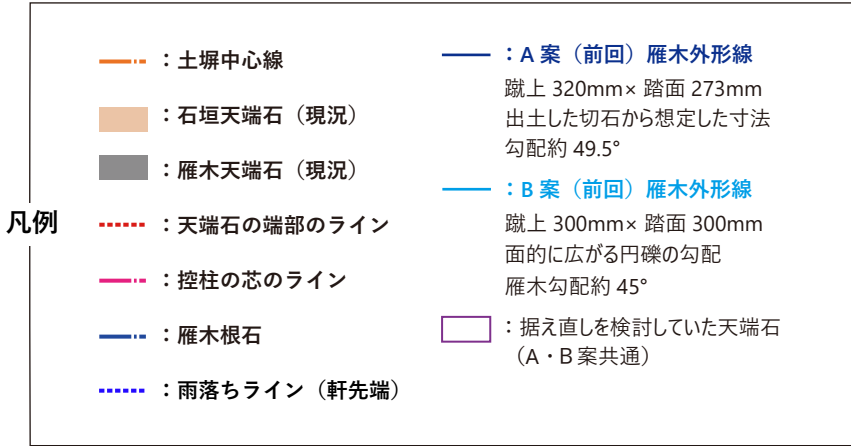 凡例
：土塀中心線
：石垣天端石（現況）
：雁木天端石（現況）
：天端石の端部のライン
：控柱の芯のライン
：雁木根石
：雨落ちライン（軒先端）
：A 案（前回）雁木外形線
蹴上 320mm× 踏面 273mm
出土した切石から想定した寸法
勾配約 49.5°
：B 案（前回）雁木外形線
蹴上 300mm× 踏面 300mm
面的に広がる円礫の勾配
雁木勾配約 45°
：据え直しを検討していた天端石
（A・B 案共通）